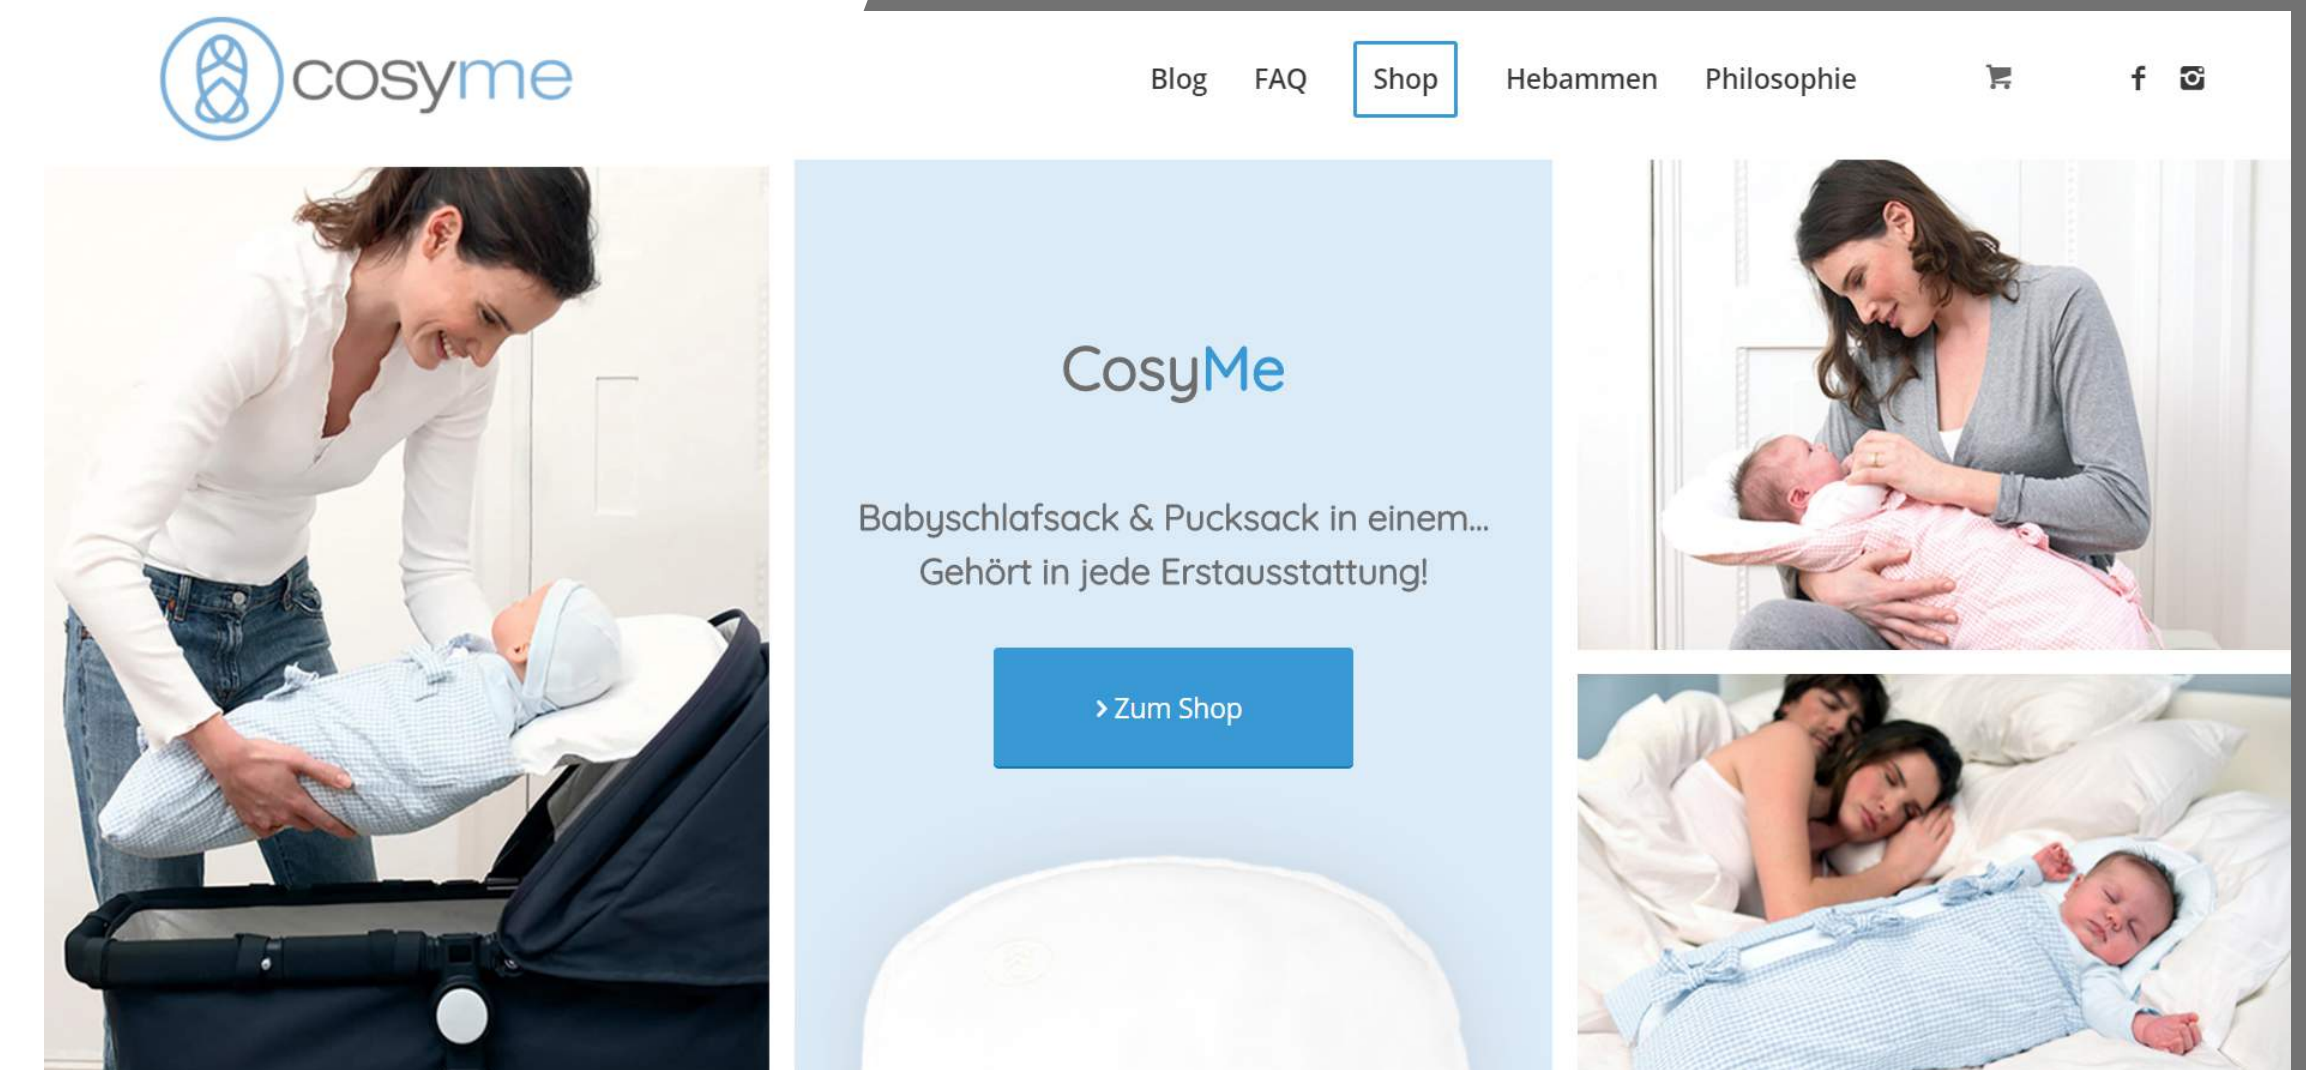 cosyme
Blog FAQ Shop Hebammen Philosophie
CosyMe
Babyschlafsack & Pucksack in einem...
Gehört in jede Erstausstattung!
Zum Shop